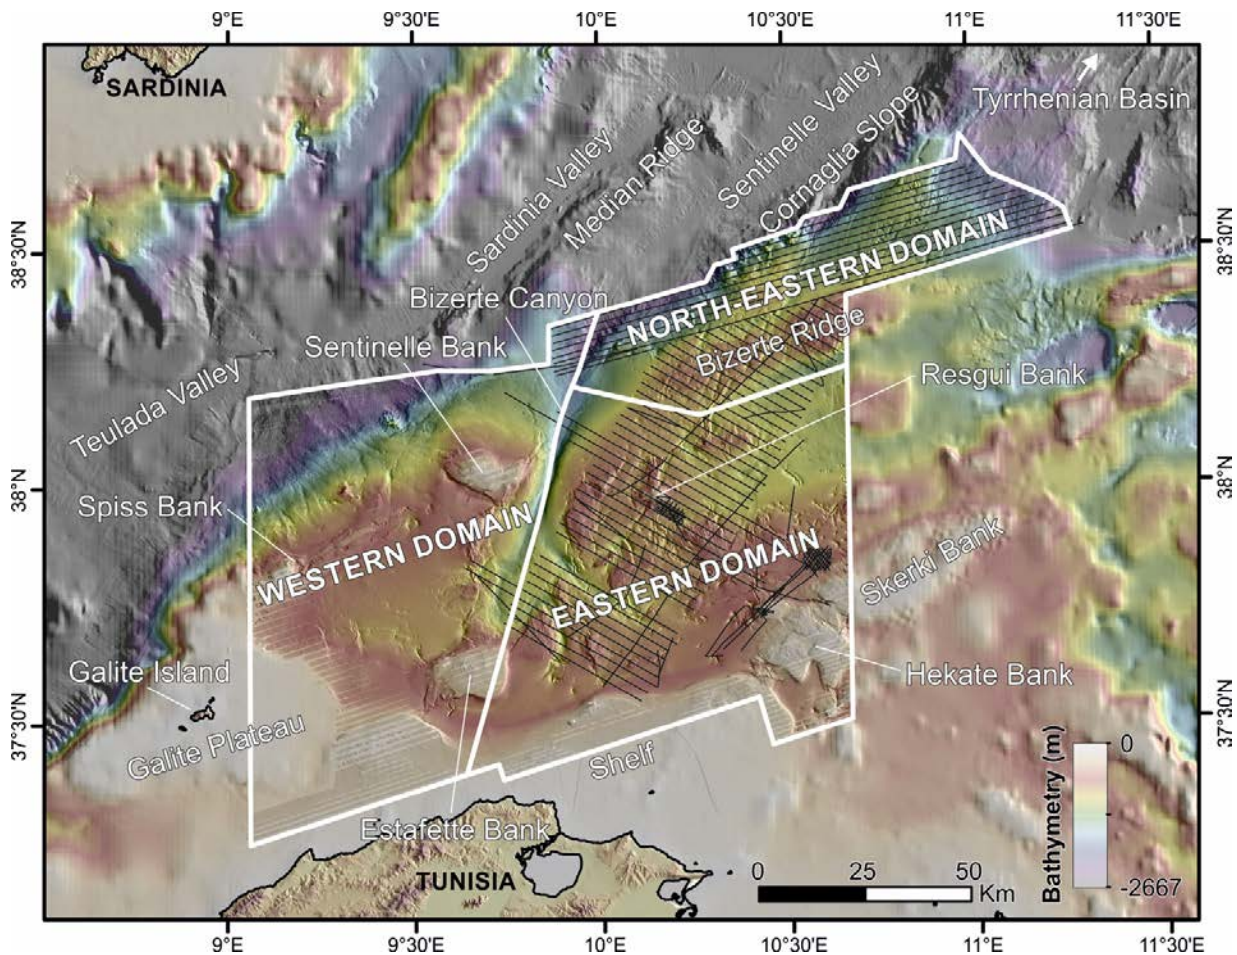 9°E 9°30'E 10°E 10°30'E 11°E 11°30'E
SARDINIA
Tyrrhenian Basin
Sentinelle Valley
Cornaglia Slope
Sardinia Valley
Median Ridge
38°30'N
38°30'N
NORTH-EASTERN DOMAIN
Bizerte Canyon
Bizerte Ridge
Sentinelle Bank
Resgui Bank
Teulada Valley
38°N
38°N
Spiss Bank
WESTERN DOMAIN
EASTERN DOMAIN
Skerki Bank
Galite Island
Hekate Bank
37°30'N
37°30'N
Galite Plateau
Shelf
Estafette Bank
TUNISIA
Bathymetry (m)
0
-2667
0 25 50
Km
9°E 9°30'E 10°E 10°30'E 11°E 11°30'E